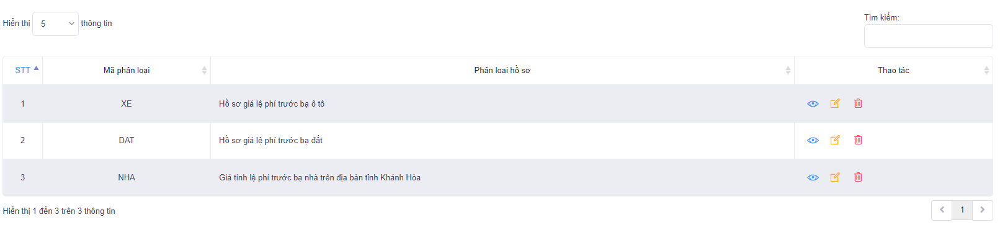 Hiển thị 5 thông tin
Tìm kiếm:
STT Mã phân loại Phân loại hồ sơ Thao tác
1 XE Hồ sơ giá lệ phí trước bạ ô tô
2 DAT Hồ sơ giá lệ phí trước bạ đất
3 NHA Giá tính lệ phí trước bạ nhà trên địa bàn tỉnh Khánh Hòa
Hiển thị 1 đến 3 trên 3 thông tin
1